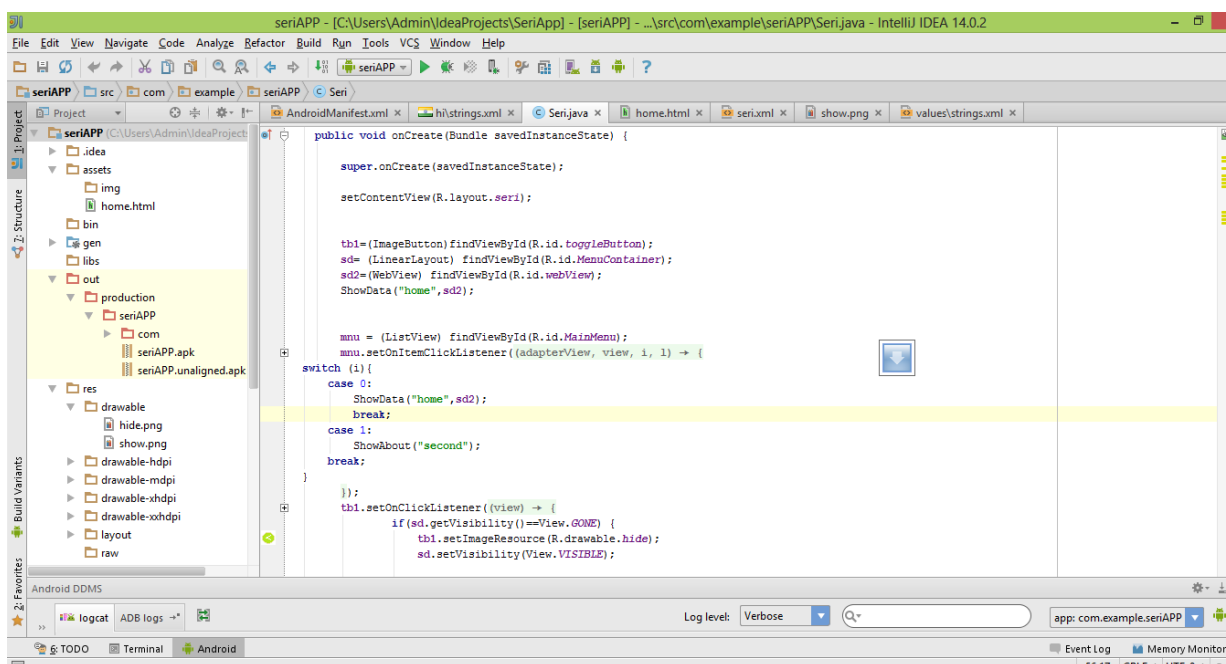 seriAPP - [C:\Users\Admin\IdeaProjects\SeriApp] - [seriAPP] - ...\src\com\example\seriAPP\Seri.java - IntelliJ IDEA 14.0.2
File Edit View Navigate Code Analyze Refactor Build Run Tools VCS Window Help
seriAPP
seriAPP src com example seriAPP Seri
Project
AndroidManifest.xml hi\strings.xml Seri.java home.html seri.xml show.png values\strings.xml
1: Project
7: Structure
Build Variants
2: Favorites
seriAPP (C:\Users\Admin\IdeaProject
.idea
assets
img
home.html
bin
gen
libs
out
production
seriAPP
com
seriAPP.apk
seriAPP.unaligned.apk
res
drawable
hide.png
show.png
drawable-hdpi
drawable-mdpi
drawable-xhdpi
drawable-xxhdpi
layout
raw
public void onCreate(Bundle savedInstanceState) {
super.onCreate(savedInstanceState);
setContentView(R.layout.seri);
tb1=(ImageButton)findViewById(R.id.toggleButton);
sd= (LinearLayout) findViewById(R.id.MenuContainer);
sd2=(WebView) findViewById(R.id.webView);
ShowData("home",sd2);
mnu = (ListView) findViewById(R.id.MainMenu);
mnu.setOnItemClickListener((adapterView, view, i, l) → {
switch (i){
case 0:
ShowData("home",sd2);
break;
case 1:
ShowAbout("second");
break;
}
});
tb1.setOnClickListener((view) → {
if(sd.getVisibility()==View.GONE) {
tb1.setImageResource(R.drawable.hide);
sd.setVisibility(View.VISIBLE);
Android DDMS
logcat ADB logs Log level: Verbose app: com.example.seriAPP
6: TODO Terminal Android Event Log Memory Monitor